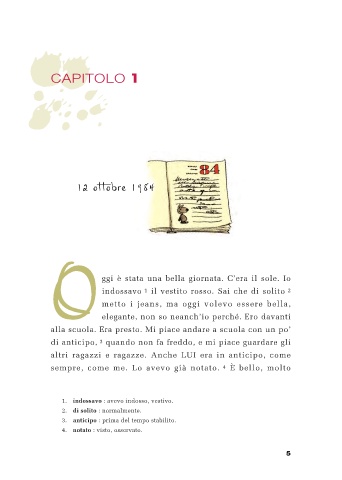 CAPITOLO 1
12 ottobre 1984
84
Oggi è stata una bella giornata. C'era il sole. Io
indossavo 1 il vestito rosso. Sai che di solito 2
metto i jeans, ma oggi volevo essere bella,
elegante, non so neanch'io perché. Ero davanti
alla scuola. Era presto. Mi piace andare a scuola con un po'
di anticipo, 3 quando non fa freddo, e mi piace guardare gli
altri ragazzi e ragazze. Anche LUI era in anticipo, come
sempre, come me. Lo avevo già notato. 4 È bello, molto
1. indossavo : avevo indosso, vestivo.
2. di solito : normalmente.
3. anticipo : prima del tempo stabilito.
4. notato : visto, osservato.
5